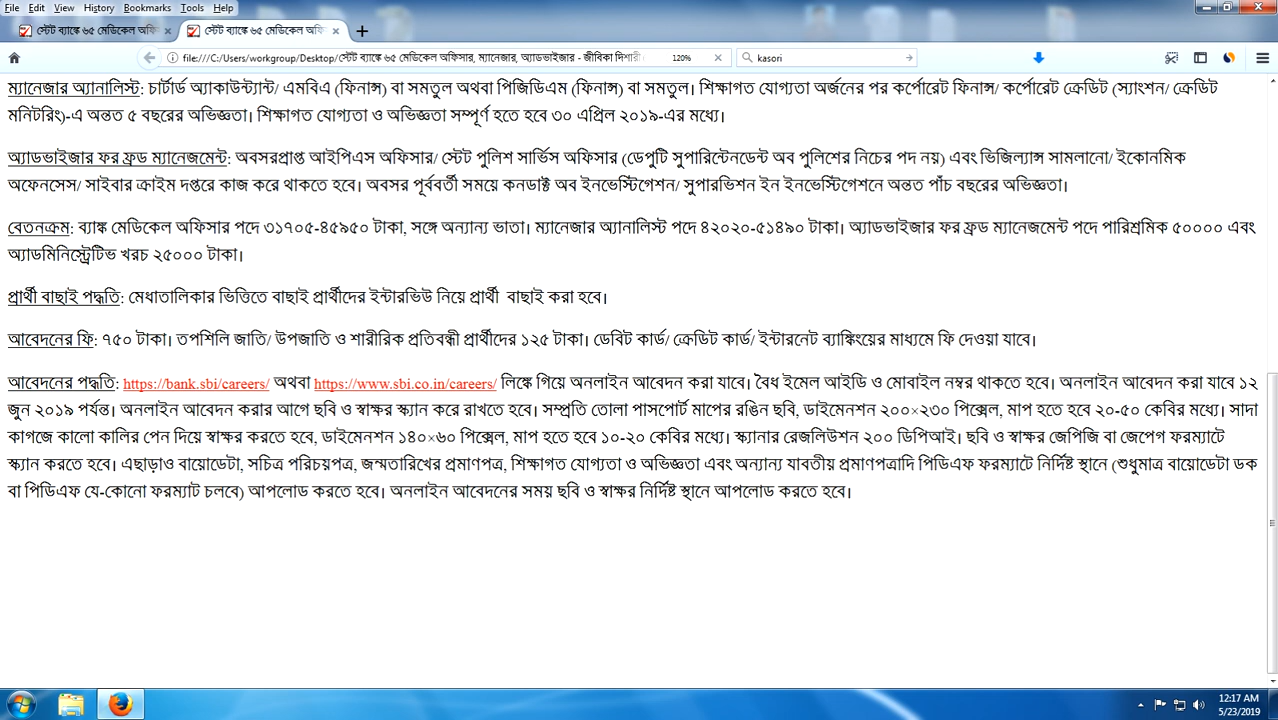 File Edit View History Bookmarks Tools Help
স্টেট ব্যাঙ্কে ৬৫ মেডিকেল অফি × স্টেট ব্যাঙ্কে ৬৫ মেডিকেল অফি × +
file:///C:/Users/workgroup/Desktop/স্টেট ব্যাঙ্কে ৬৫ মেডিকেল অফিসার, ম্যানেজার, অ্যাডভাইজার - জীবিকা দিশারী 120% kasori
ম্যানেজার অ্যানালিস্ট: চার্টার্ড অ্যাকাউন্ট্যান্ট/ এমবিএ (ফিনান্স) বা সমতুল অথবা পিজিডিএম (ফিনান্স) বা সমতুল। শিক্ষাগত যোগ্যতা অর্জনের পর কর্পোরেট ফিনান্স/ কর্পোরেট ক্রেডিট (স্যাংশন/ ক্রেডিট
মনিটরিং)-এ অন্তত ৫ বছরের অভিজ্ঞতা। শিক্ষাগত যোগ্যতা ও অভিজ্ঞতা সম্পূর্ণ হতে হবে ৩০ এপ্রিল ২০১৯-এর মধ্যে।
অ্যাডভাইজার ফর ফ্রড ম্যানেজমেন্ট: অবসরপ্রাপ্ত আইপিএস অফিসার/ স্টেট পুলিশ সার্ভিস অফিসার (ডেপুটি সুপারিন্টেনডেন্ট অব পুলিশের নিচের পদ নয়) এবং ভিজিল্যান্স সামলানো/ ইকোনমিক
অফেনসেস/ সাইবার ক্রাইম দপ্তরে কাজ করে থাকতে হবে। অবসর পূর্ববর্তী সময়ে কনডাক্ট অব ইনভেস্টিগেশন/ সুপারভিশন ইন ইনভেস্টিগেশনে অন্তত পাঁচ বছরের অভিজ্ঞতা।
বেতনক্রম: ব্যাঙ্ক মেডিকেল অফিসার পদে ৩১৭০৫-৪৫৯৫০ টাকা, সঙ্গে অন্যান্য ভাতা। ম্যানেজার অ্যানালিস্ট পদে ৪২০২০-৫১৪৯০ টাকা। অ্যাডভাইজার ফর ফ্রড ম্যানেজমেন্ট পদে পারিশ্রমিক ৫০০০০ এবং
অ্যাডমিনিস্ট্রেটিভ খরচ ২৫০০০ টাকা।
প্রার্থী বাছাই পদ্ধতি: মেধাতালিকার ভিত্তিতে বাছাই প্রার্থীদের ইন্টারভিউ নিয়ে প্রার্থী বাছাই করা হবে।
আবেদনের ফি: ৭৫০ টাকা। তপশিলি জাতি/ উপজাতি ও শারীরিক প্রতিবন্ধী প্রার্থীদের ১২৫ টাকা। ডেবিট কার্ড/ ক্রেডিট কার্ড/ ইন্টারনেট ব্যাঙ্কিংয়ের মাধ্যমে ফি দেওয়া যাবে।
আবেদনের পদ্ধতি: https://bank.sbi/careers/ অথবা https://www.sbi.co.in/careers/ লিঙ্কে গিয়ে অনলাইন আবেদন করা যাবে। বৈধ ইমেল আইডি ও মোবাইল নম্বর থাকতে হবে। অনলাইন আবেদন করা যাবে ১২
জুন ২০১৯ পর্যন্ত। অনলাইন আবেদন করার আগে ছবি ও স্বাক্ষর স্ক্যান করে রাখতে হবে। সম্প্রতি তোলা পাসপোর্ট মাপের রঙিন ছবি, ডাইমেনশন ২০০×২৩০ পিক্সেল, মাপ হতে হবে ২০-৫০ কেবির মধ্যে। সাদা
কাগজে কালো কালির পেন দিয়ে স্বাক্ষর করতে হবে, ডাইমেনশন ১৪০×৬০ পিক্সেল, মাপ হতে হবে ১০-২০ কেবির মধ্যে। স্ক্যানার রেজলিউশন ২০০ ডিপিআই। ছবি ও স্বাক্ষর জেপিজি বা জেপেগ ফরম্যাটে
স্ক্যান করতে হবে। এছাড়াও বায়োডেটা, সচিত্র পরিচয়পত্র, জন্মতারিখের প্রমাণপত্র, শিক্ষাগত যোগ্যতা ও অভিজ্ঞতা এবং অন্যান্য যাবতীয় প্রমাণপত্রাদি পিডিএফ ফরম্যাটে নির্দিষ্ট স্থানে (শুধুমাত্র বায়োডেটা ডক
বা পিডিএফ যে-কোনো ফরম্যাট চলবে) আপলোড করতে হবে। অনলাইন আবেদনের সময় ছবি ও স্বাক্ষর নির্দিষ্ট স্থানে আপলোড করতে হবে।
12:17 AM
5/23/2019